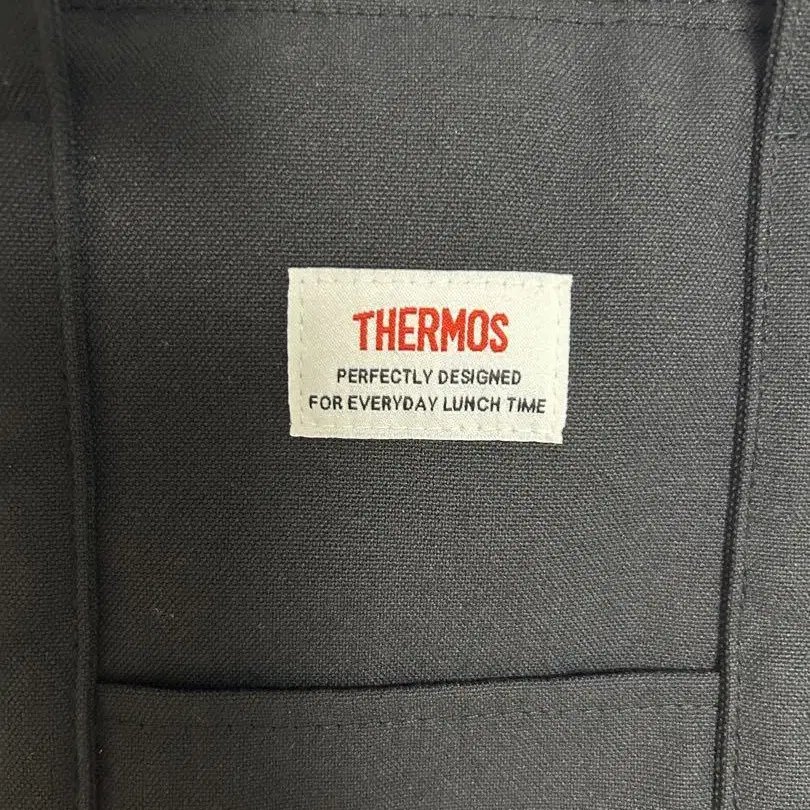 THERMOS
PERFECTLY DESIGNED
FOR EVERYDAY LUNCH TIME